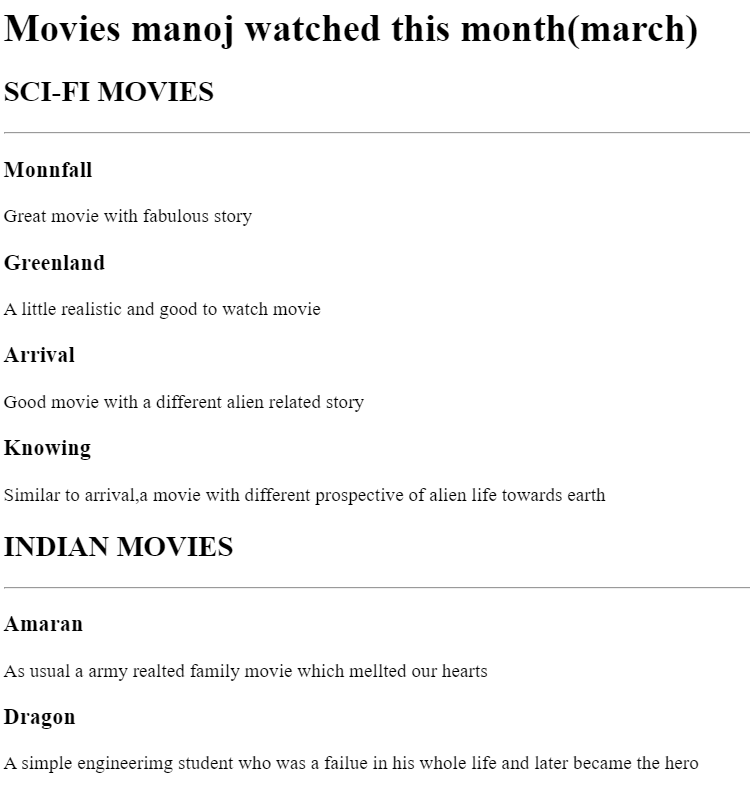 Movies manoj watched this month(march)
SCI-FI MOVIES
Monnfall
Great movie with fabulous story
Greenland
A little realistic and good to watch movie
Arrival
Good movie with a different alien related story
Knowing
Similar to arrival,a movie with different prospective of alien life towards earth
INDIAN MOVIES
Amaran
As usual a army realted family movie which mellted our hearts
Dragon
A simple engineerimg student who was a failue in his whole life and later became the hero